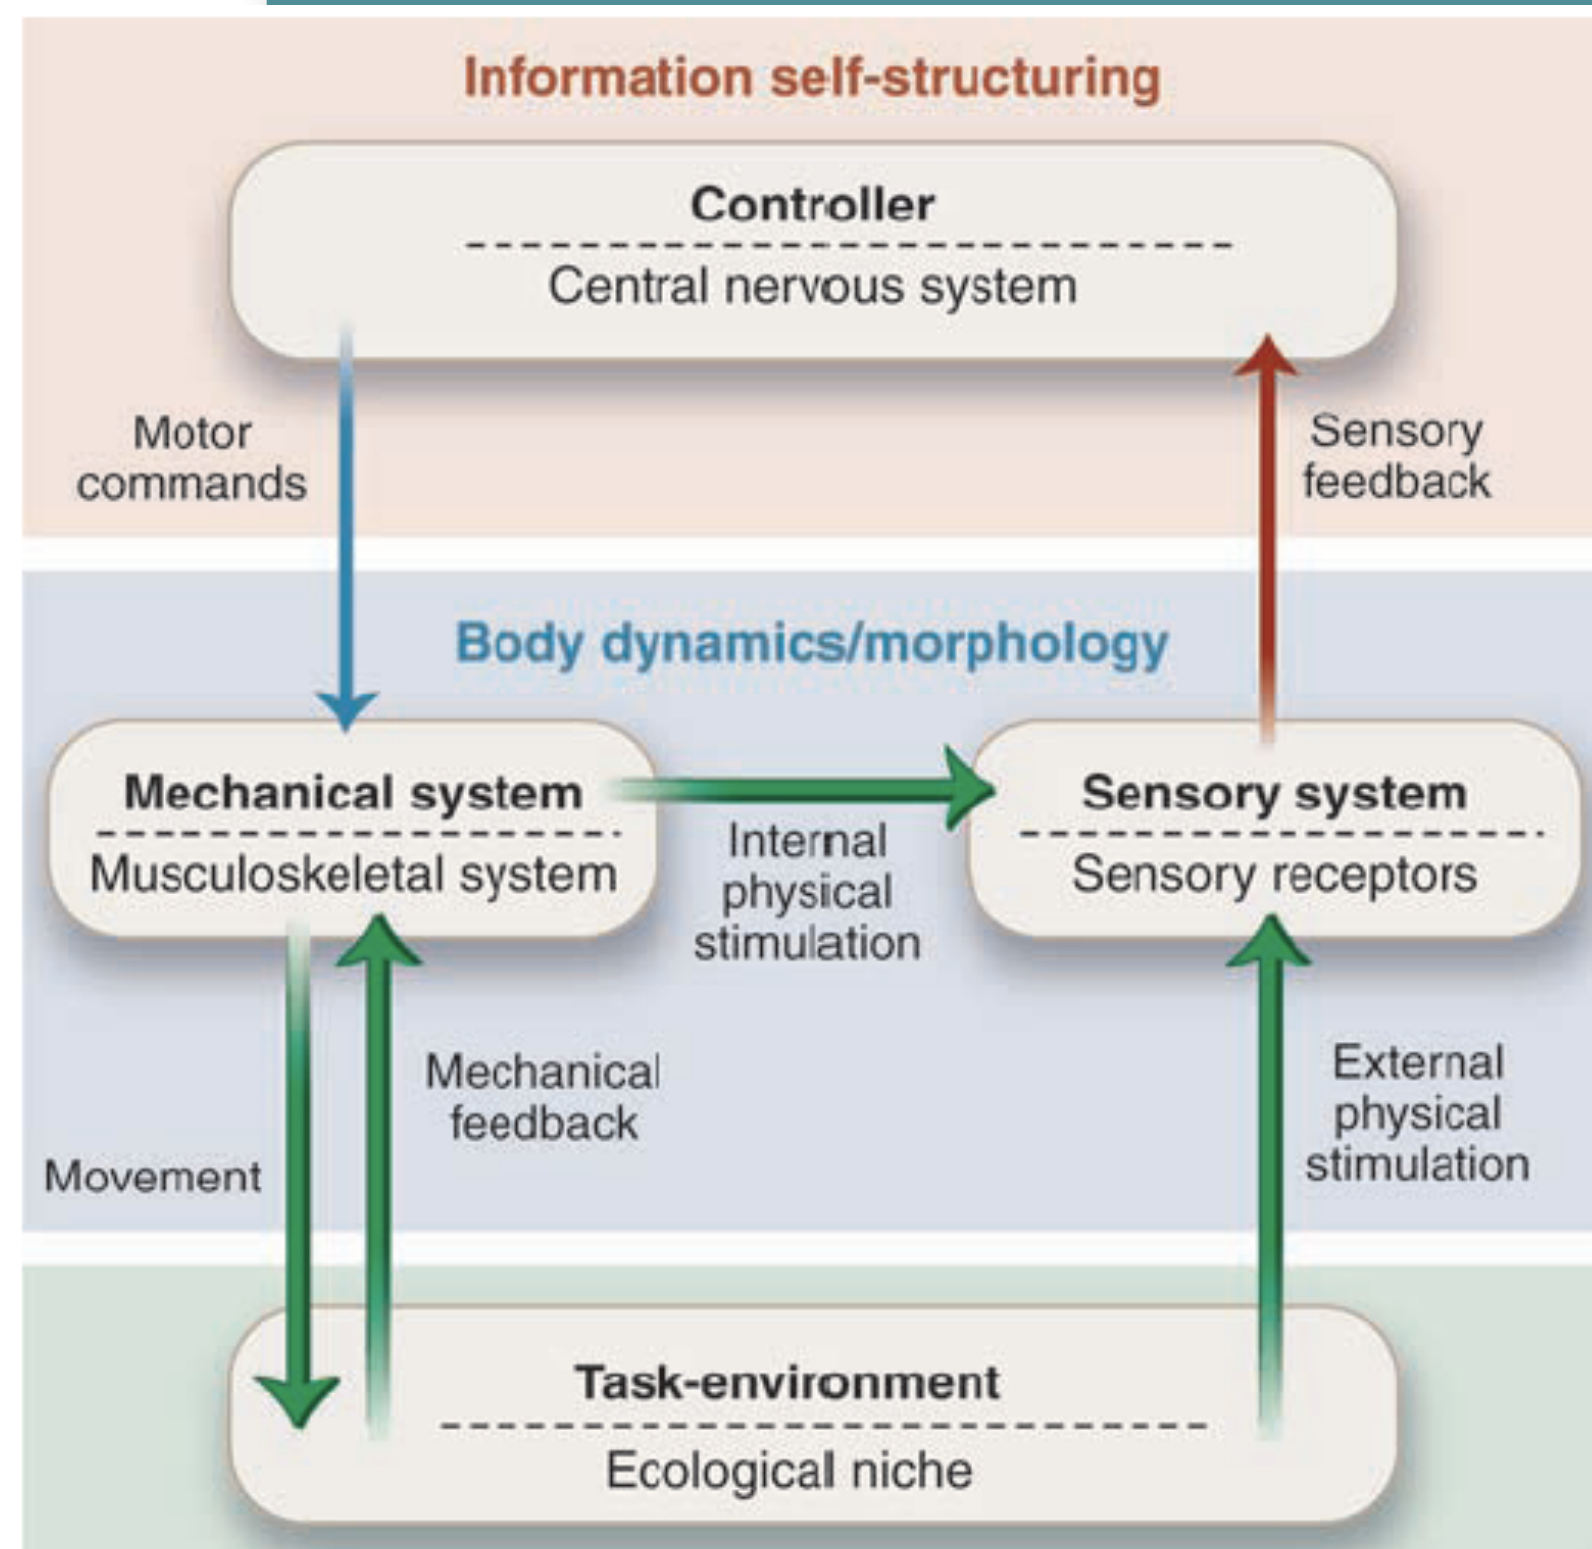 Information self-structuring
Controller
Central nervous system
Motor
commands
Sensory
feedback
Body dynamics/morphology
Mechanical system
Musculoskeletal system
Internal
physical
stimulation
Sensory system
Sensory receptors
Mechanical
feedback
Movement
External
physical
stimulation
Task-environment
Ecological niche